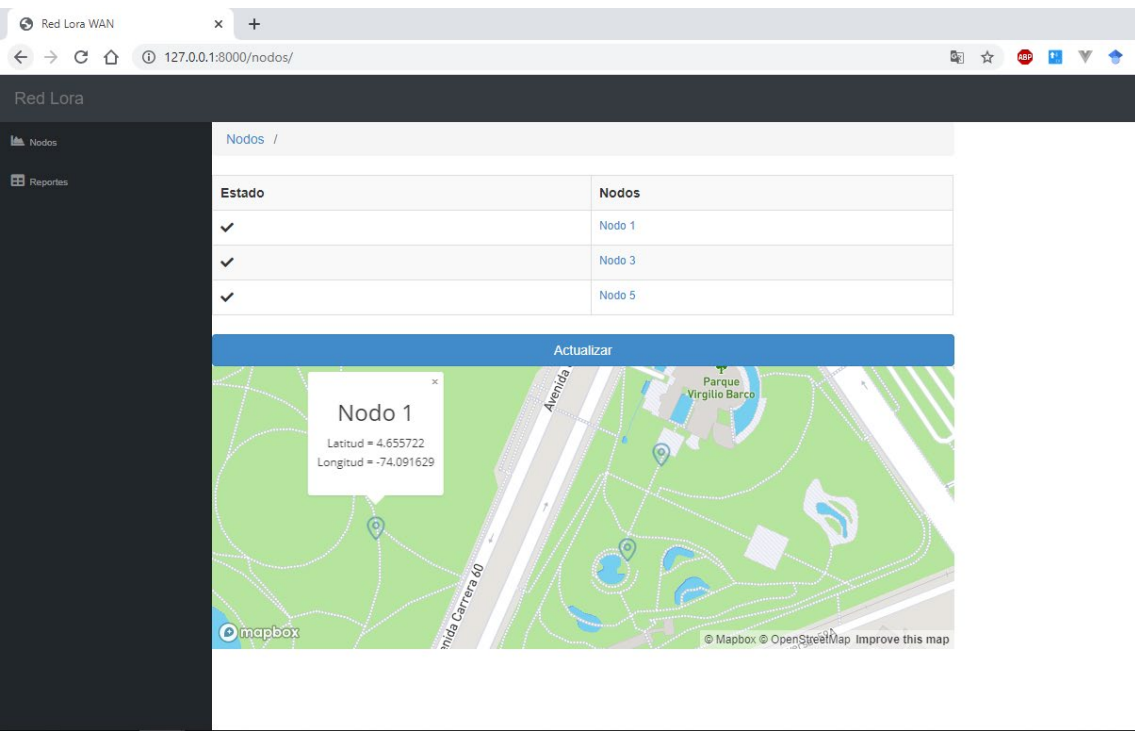 Red Lora WAN
127.0.0.1:8000/nodos/
ABP
Red Lora
Nodos
Reportes
Nodos /
Estado Nodos
Nodo 1
Nodo 3
Nodo 5
Actualizar
Nodo 1
Latitud = 4.655722
Longitud = -74.091629
Avenida
Parque
Virgilio Barco
enida Carrera 60
mapbox
© Mapbox © OpenStreetMap Improve this map